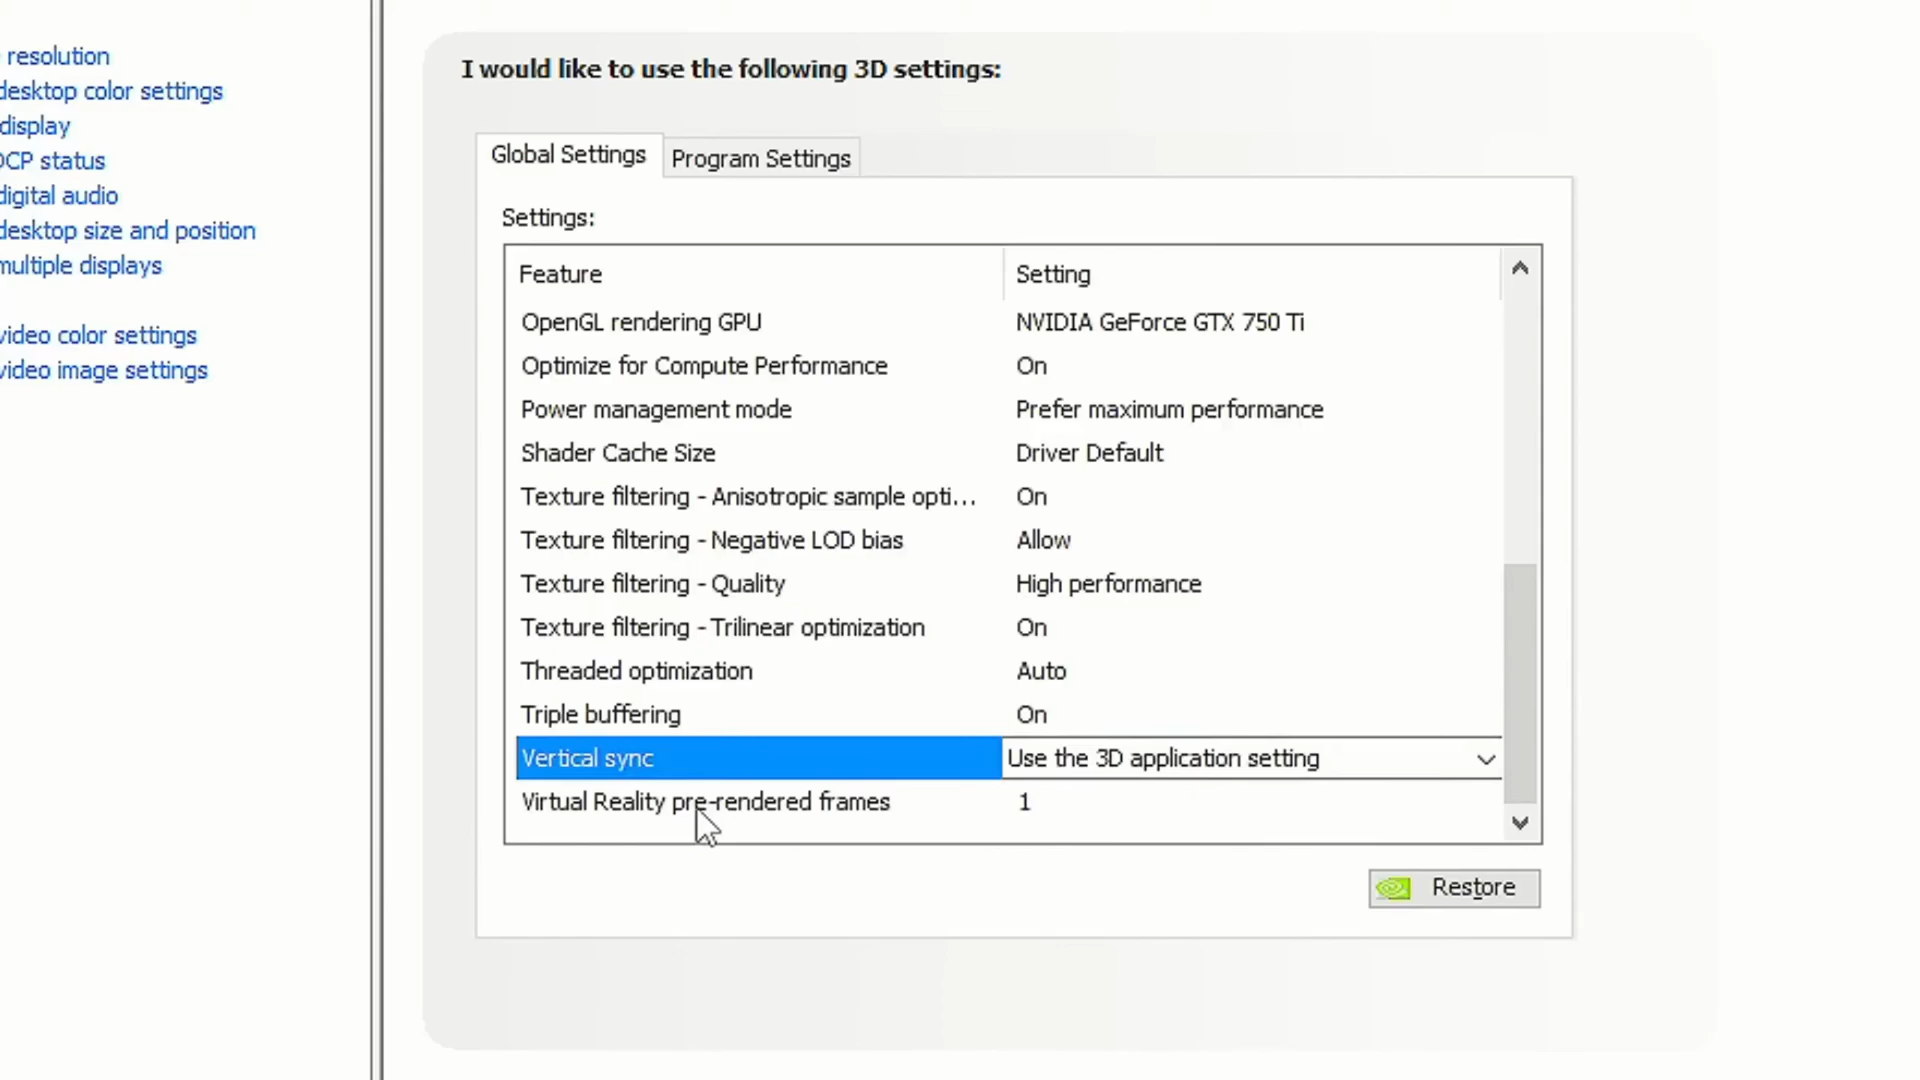 resolution
desktop color settings
display
DCP status
digital audio
desktop size and position
multiple displays
video color settings
video image settings
I would like to use the following 3D settings:
Global Settings
Program Settings
Settings:
Feature Setting
OpenGL rendering GPU NVIDIA GeForce GTX 750 Ti
Optimize for Compute Performance On
Power management mode Prefer maximum performance
Shader Cache Size Driver Default
Texture filtering - Anisotropic sample opti... On
Texture filtering - Negative LOD bias Allow
Texture filtering - Quality High performance
Texture filtering - Trilinear optimization On
Threaded optimization Auto
Triple buffering On
Vertical sync Use the 3D application setting
Virtual Reality pre-rendered frames 1
Restore